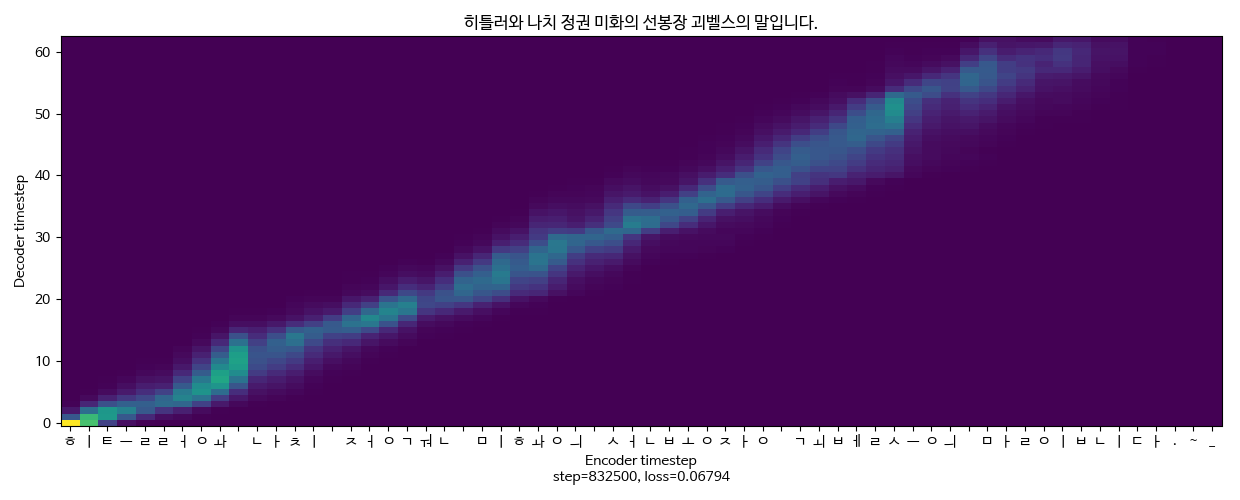 히틀러와 나치 정권 미화의 선봉장 괴벨스의 말입니다.
60
50
40
30
20
10
0
Decoder timestep
ㅎ ㅣ ㅌ ㅡ ㄹ ㄹ ㅓ ㅇ ㅘ ㄴ ㅏ ㅊ ㅣ ㅈ ㅓ ㅇ ㄱ ㅝ ㄴ ㅁ ㅣ ㅎ ㅘ ㅇ ㅢ ㅅ ㅓ ㄴ ㅂ ㅗ ㅇ ㅈ ㅏ ㅇ ㄱ ㅚ ㅂ ㅔ ㄹ ㅅ ㅡ ㅇ ㅢ ㅁ ㅏ ㄹ ㅇ ㅣ ㅂ ㄴ ㅣ ㄷ ㅏ . ~ _
Encoder timestep
step=832500, loss=0.06794